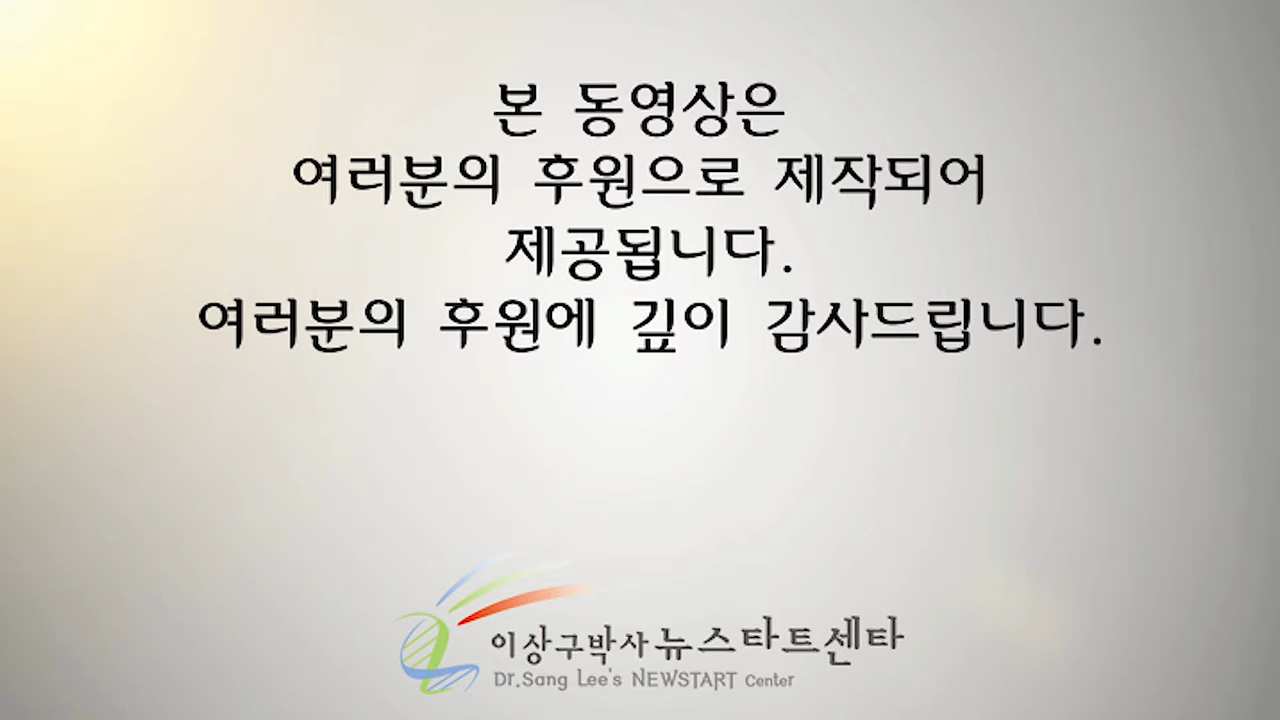 본 동영상은
여러분의 후원으로 제작되어
제공됩니다.
여러분의 후원에 깊이 감사드립니다.
이상구박사 뉴스타트센타
Dr.Sang Lee's NEWSTART Center